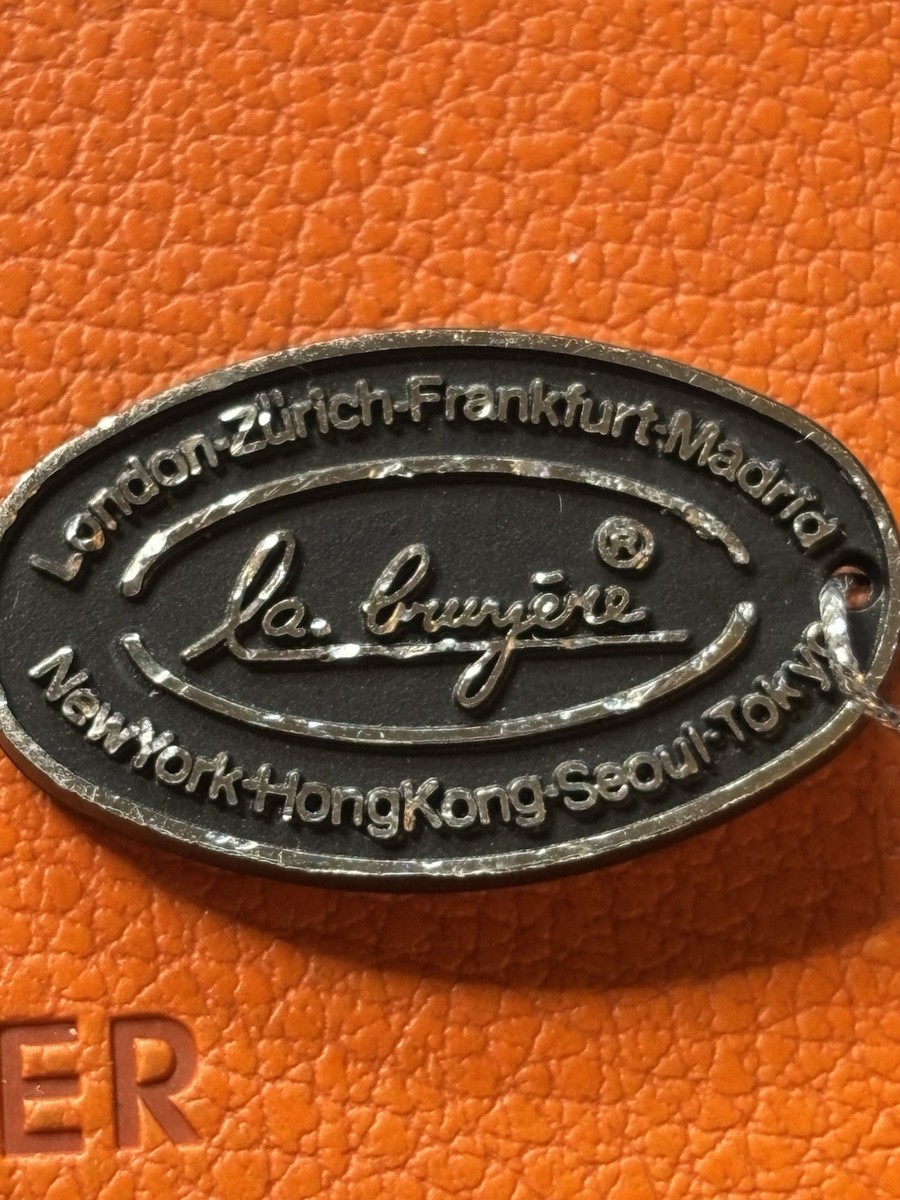 London-Zürich-Frankfurt-Madrid
la. bruyère ®
NewYork-HongKong-Seoul-Tokyo
ER